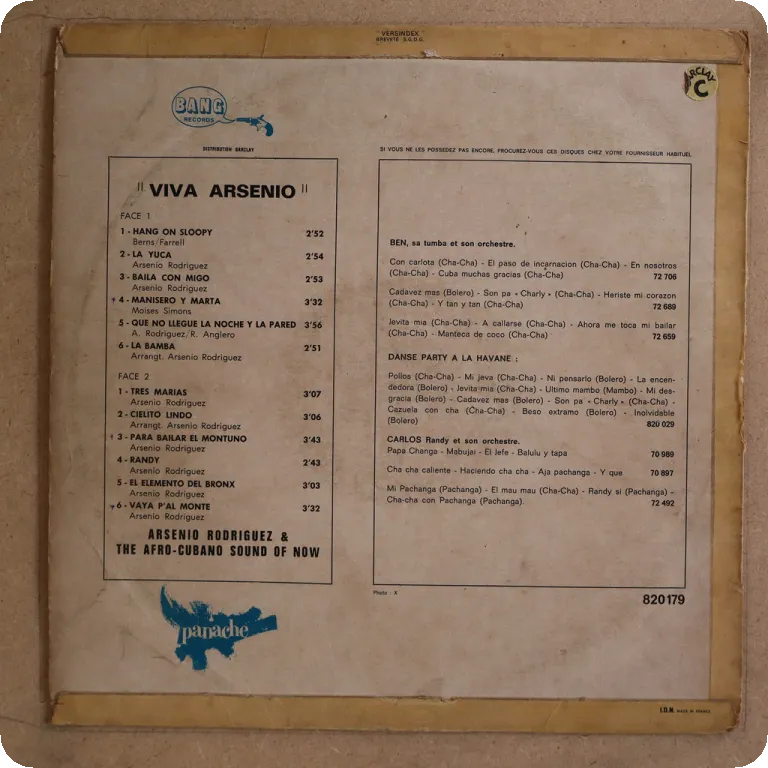 " VERSINDEX "
BREVETÉ S.G.D.G.
BARCLAY
C
BANG
RECORDS
DISTRIBUTION BARCLAY
" VIVA ARSENIO "
FACE 1
1 - HANG ON SLOOPY 2'52
Berns/Farrell
2 - LA YUCA 2'54
Arsenio Rodriguez
3 - BAILA CON MIGO 2'53
Arsenio Rodriguez
4 - MANISERO Y MARTA 3'32
Moises Simons
5 - QUE NO LLEGUE LA NOCHE Y LA PARED 3'56
A. Rodriguez/R. Anglero
6 - LA BAMBA 2'51
Arrangt. Arsenio Rodriguez
FACE 2
1 - TRES MARIAS 3'07
Arsenio Rodriguez
2 - CIELITO LINDO 3'06
Arrangt. Arsenio Rodriguez
3 - PARA BAILAR EL MONTUNO 3'43
Arsenio Rodriguez
4 - RANDY 2'43
Arsenio Rodriguez
5 - EL ELEMENTO DEL BRONX 3'03
Arsenio Rodriguez
6 - VAYA P'AL MONTE 3'32
Arsenio Rodriguez
ARSENIO RODRIGUEZ &
THE AFRO-CUBANO SOUND OF NOW
panache
SI VOUS NE LES POSSEDEZ PAS ENCORE, PROCUREZ-VOUS CES DISQUES CHEZ VOTRE FOURNISSEUR HABITUEL
BEN, sa tumba et son orchestre.
Con carlota (Cha-Cha) - El paso de incarnacion (Cha-Cha) - En nosotros
(Cha-Cha) - Cuba muchas gracias (Cha-Cha) 72 706
Cadavez mas (Bolero) - Son pa « Charly » (Cha-Cha) - Heriste mi corazon
(Cha-Cha) - Y tan y tan (Cha-Cha) 72 689
Jevita mia (Cha-Cha) - A callarse (Cha-Cha) - Ahora me toca mi bailar
(Cha-Cha) - Manteca de coco (Cha-Cha) 72 659
DANSE PARTY A LA HAVANE :
Pollos (Cha-Cha) - Mi jeva (Cha-Cha) - Ni pensarlo (Bolero) - La encen-
dedora (Bolero) - Jevita mia (Cha-Cha) - Ultimo mambo (Mambo) - Mi des-
gracia (Bolero) - Cadavez mas (Bolero) - Son pa « Charly » (Cha-Cha) -
Cazuela con cha (Cha-Cha) - Beso extramo (Bolero) - Inolvidable
(Bolero) 820 029
CARLOS Randy et son orchestre.
Papa Changa - Mabujai - El Jefe - Balulu y tapa 70 989
Cha cha caliente - Haciendo cha cha - Aja pachanga - Y que 70 897
Mi Pachanga (Pachanga) - El mau mau (Cha-Cha) - Randy si (Pachanga) -
Cha-cha con Pachanga (Pachanga). 72 492
Photo : X
820179
I.D.N. MADE IN FRANCE